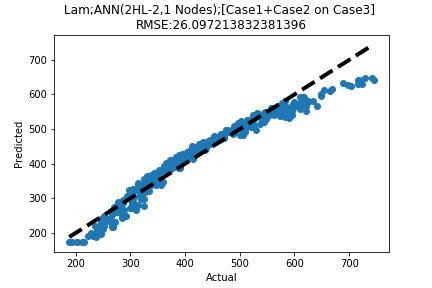 Lam;ANN(2HL-2,1 Nodes);[Case1+Case2 on Case3]
RMSE:26.097213832381396
Predicted
700
600
500
400
300
200
200 300 400 500 600 700
Actual